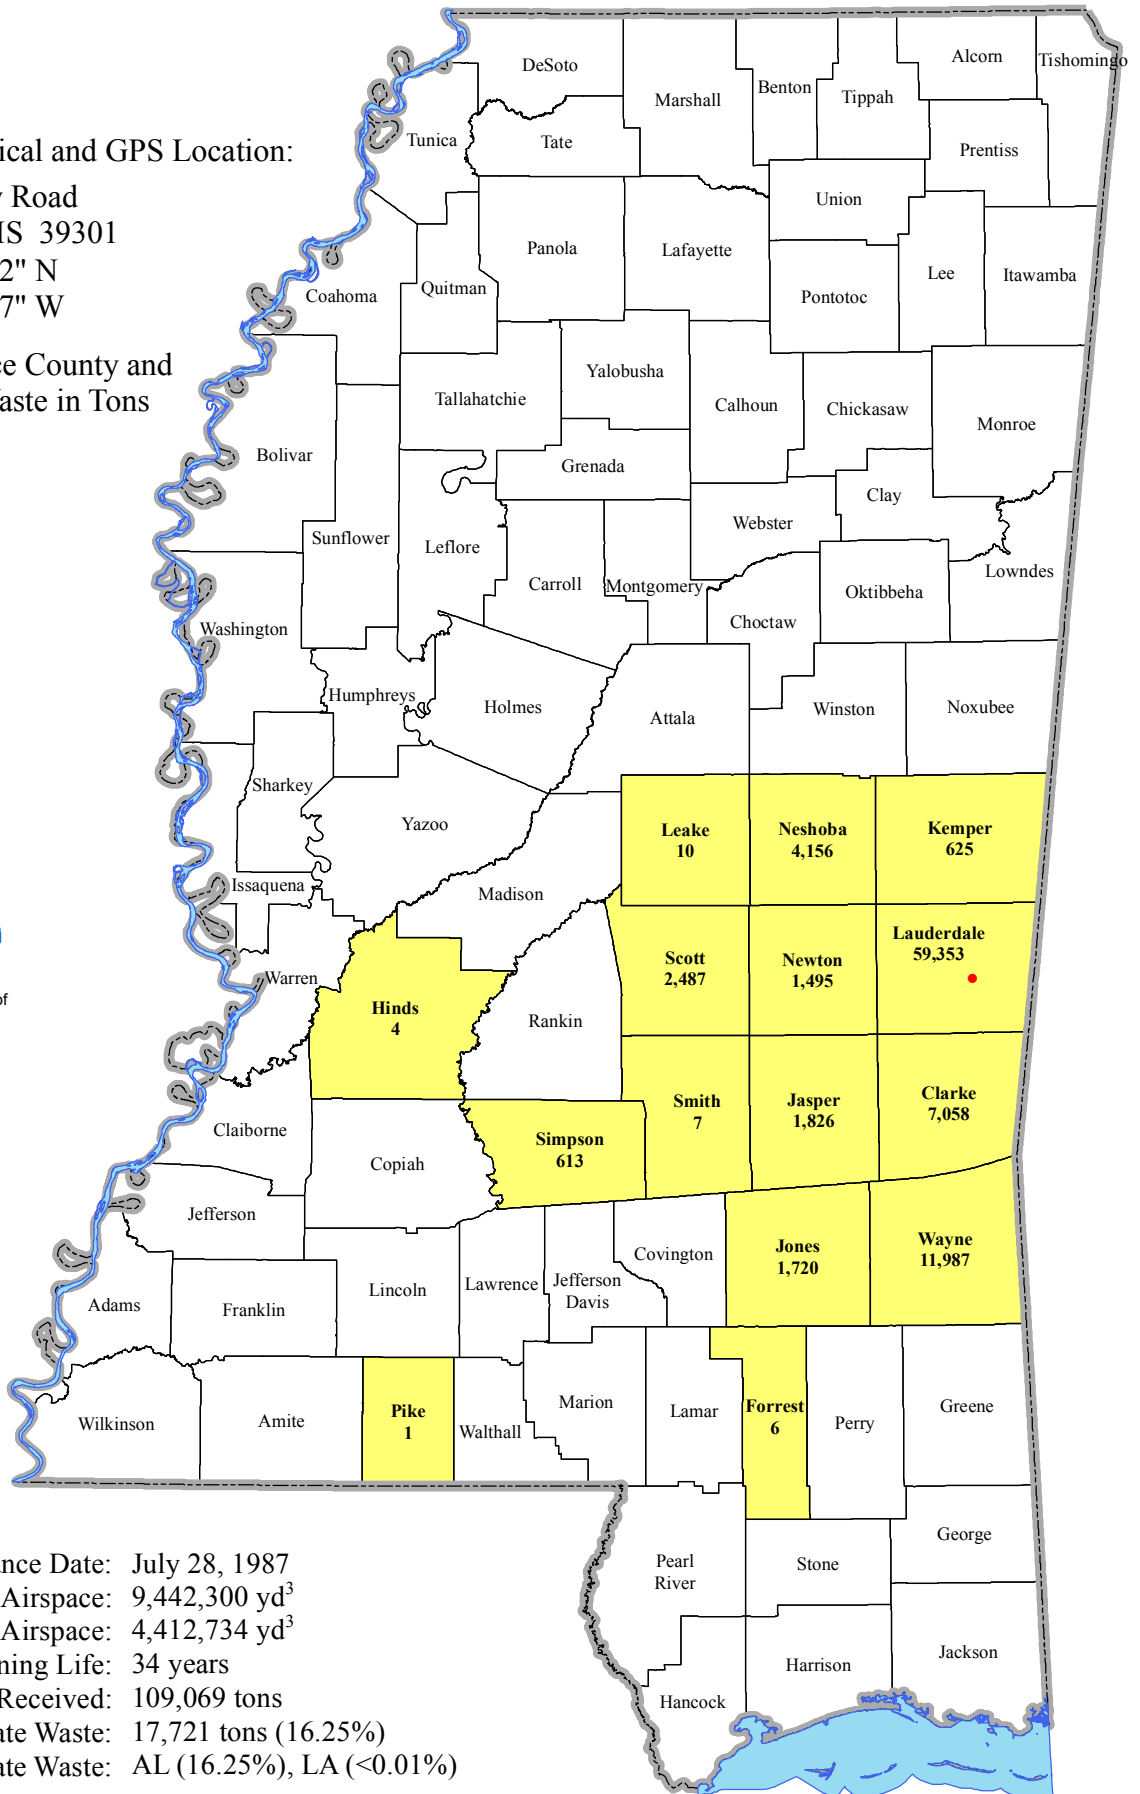 DeSoto
Marshall
Benton
Tippah
Alcorn
Tishomingo
Tunica
Tate
Prentiss
ical and GPS Location:
Road
39301
2" N
7" W
ce County and
aste in Tons
Union
Panola
Lafayette
Lee
Itawamba
Coahoma
Quitman
Pontotoc
Yalobusha
Tallahatchie
Calhoun
Chickasaw
Monroe
Bolivar
Grenada
Clay
Webster
Sunflower
Leflore
Carroll
Montgomery
Oktibbeha
Lowndes
Washington
Choctaw
Humphreys
Holmes
Attala
Winston
Noxubee
Sharkey
Yazoo
Leake
10
Neshoba
4,156
Kemper
625
Issaquena
Madison
Warren
Scott
2,487
Newton
1,495
Lauderdale
59,353
of
Hinds
4
Rankin
Claiborne
Copiah
Simpson
613
Smith
7
Jasper
1,826
Clarke
7,058
Jefferson
Covington
Jones
1,720
Wayne
11,987
Adams
Franklin
Lincoln
Lawrence
Jefferson
Davis
Wilkinson
Amite
Pike
1
Walthall
Marion
Lamar
Forrest
6
Perry
Greene
Pearl
River
Stone
George
Hancock
Harrison
Jackson
ance Date: July 28, 1987
Airspace: 9,442,300 yd³
Airspace: 4,412,734 yd³
ning Life: 34 years
Received: 109,069 tons
ate Waste: 17,721 tons (16.25%)
ate Waste: AL (16.25%), LA (<0.01%)